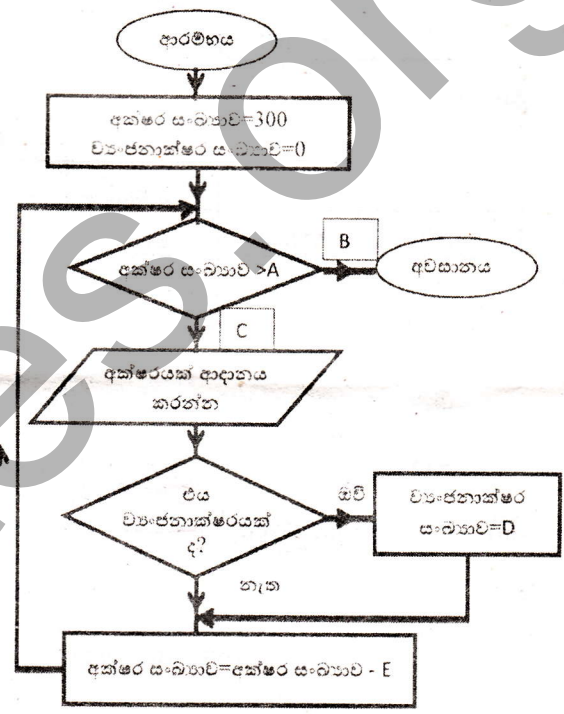 ආරම්භය
අක්ෂර සංඛ්‍යාව=300
ව්‍යංජනාක්ෂර සංඛ්‍යාව=0
අක්ෂර සංඛ්‍යාව >A
B
අවසානය
C
අක්ෂරයක් ආදානය
කරන්න
එය
ව්‍යංජනාක්ෂරයක්
ද?
ඔව්
ව්‍යංජනාක්ෂර
සංඛ්‍යාව=D
නැත
අක්ෂර සංඛ්‍යාව=අක්ෂර සංඛ්‍යාව - E